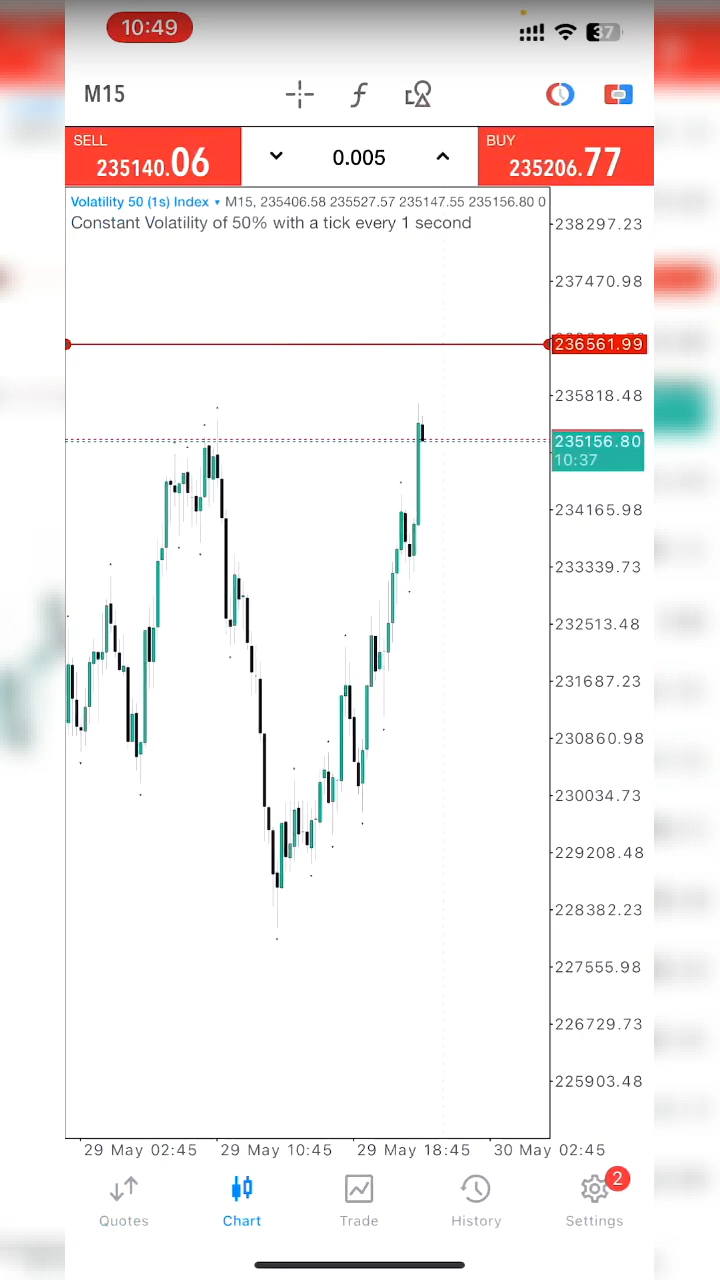 10:49
37
M15
SELL
235140.06
0.005
BUY
235206.77
Volatility 50 (1s) Index ▾ M15, 235406.58 235527.57 235147.55 235156.80 0
Constant Volatility of 50% with a tick every 1 second
238297.23
237470.98
236561.99
235818.48
235156.80
10:37
234165.98
233339.73
232513.48
231687.23
230860.98
230034.73
229208.48
228382.23
227555.98
226729.73
225903.48
29 May 02:45
29 May 10:45
29 May 18:45
30 May 02:45
2
Quotes
Chart
Trade
History
Settings